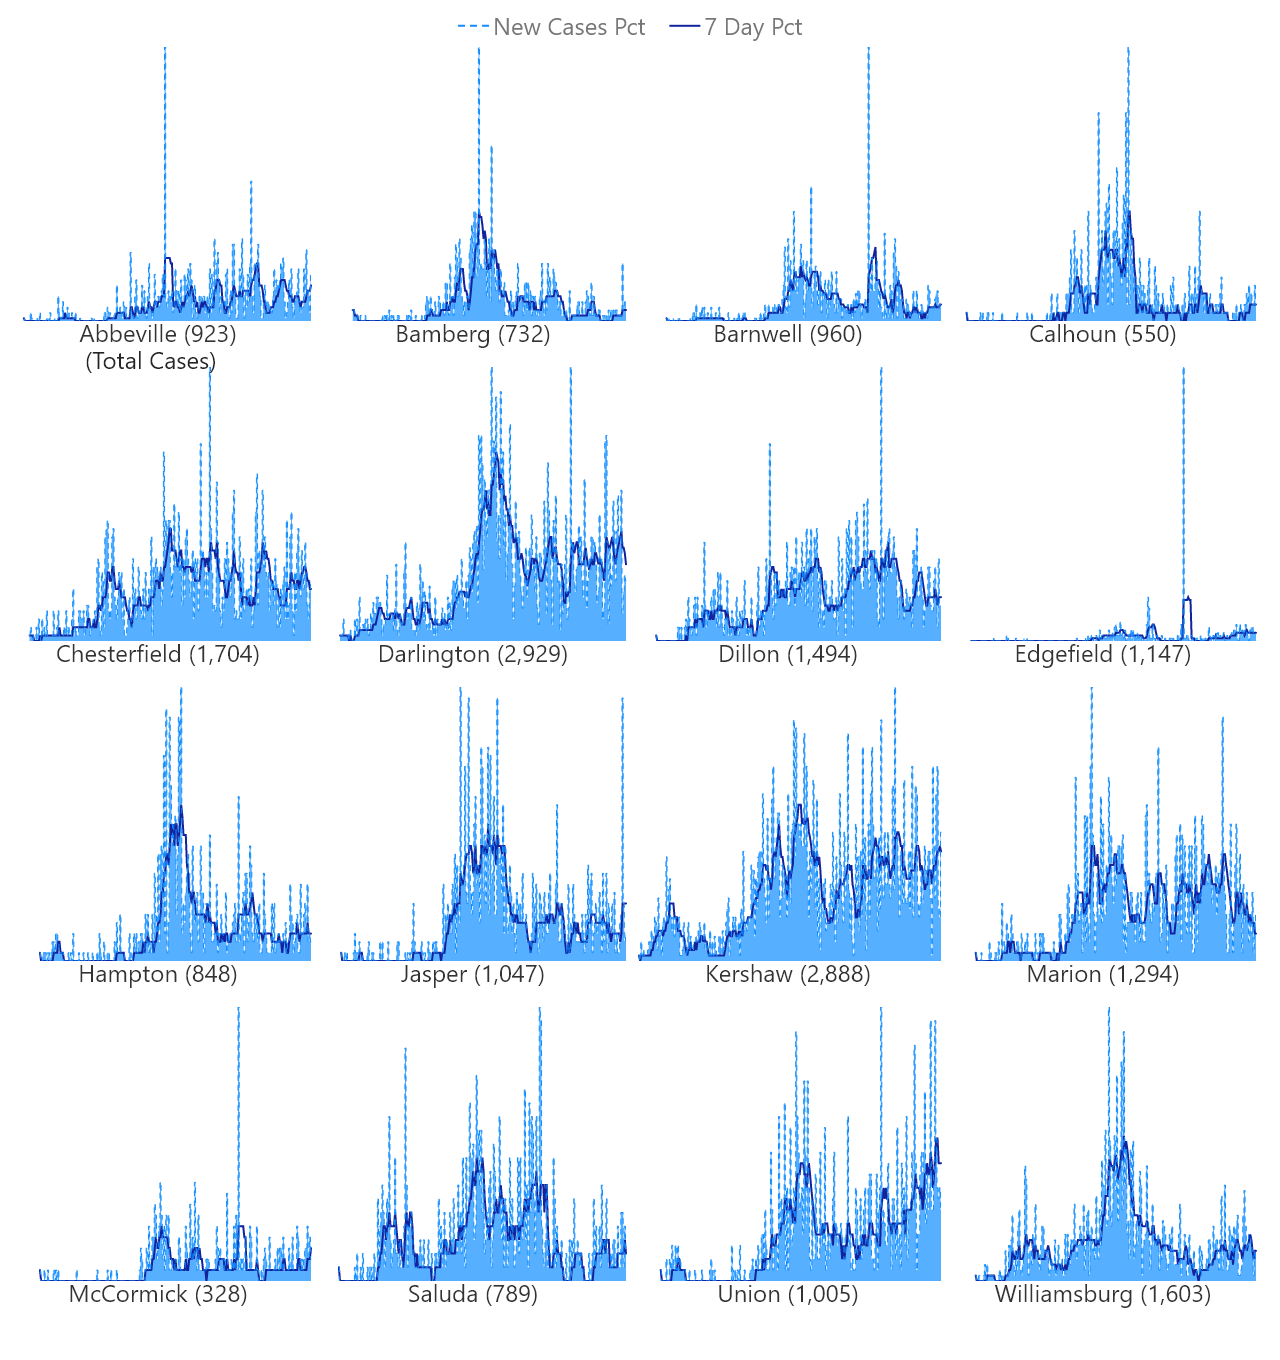 New Cases Pct 7 Day Pct
Abbeville (923) Bamberg (732) Barnwell (960) Calhoun (550)
(Total Cases)
Chesterfield (1,704) Darlington (2,929) Dillon (1,494) Edgefield (1,147)
Hampton (848) Jasper (1,047) Kershaw (2,888) Marion (1,294)
McCormick (328) Saluda (789) Union (1,005) Williamsburg (1,603)